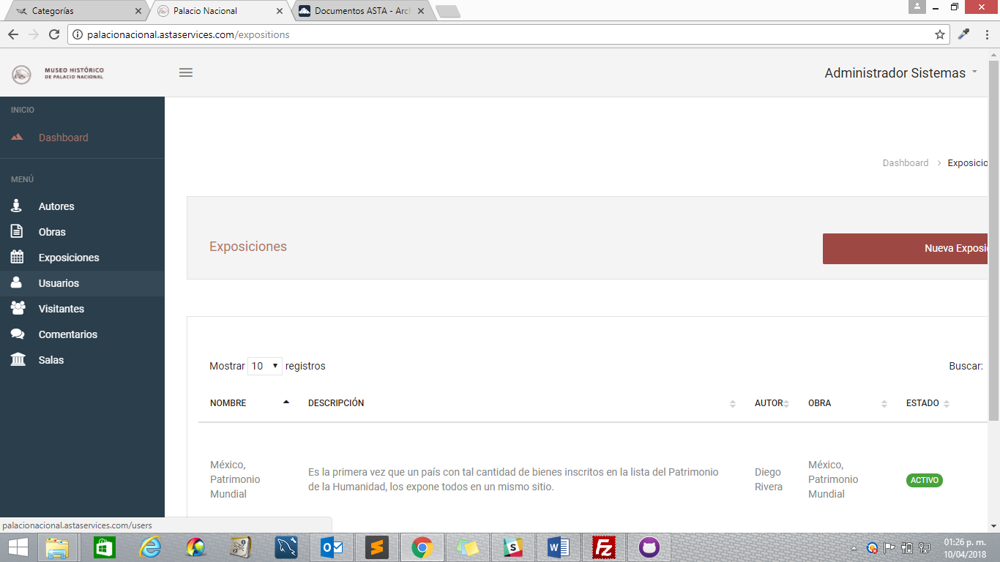 Categorías
Palacio Nacional
Documentos ASTA - Arch
palacionacional.astaservices.com/expositions
MUSEO HISTÓRICO
DE PALACIO NACIONAL
Administrador Sistemas
INICIO
Dashboard
MENÚ
Autores
Obras
Exposiciones
Usuarios
Visitantes
Comentarios
Salas
Dashboard > Exposicio
Exposiciones
Nueva Exposi
Mostrar 10 registros
Buscar:
NOMBRE DESCRIPCIÓN AUTOR OBRA ESTADO
México,
Patrimonio
Mundial
Es la primera vez que un país con tal cantidad de bienes inscritos en la lista del Patrimonio
de la Humanidad, los expone todos en un mismo sitio.
Diego
Rivera
México,
Patrimonio
Mundial
ACTIVO
palacionacional.astaservices.com/users
01:26 p. m.
10/04/2018